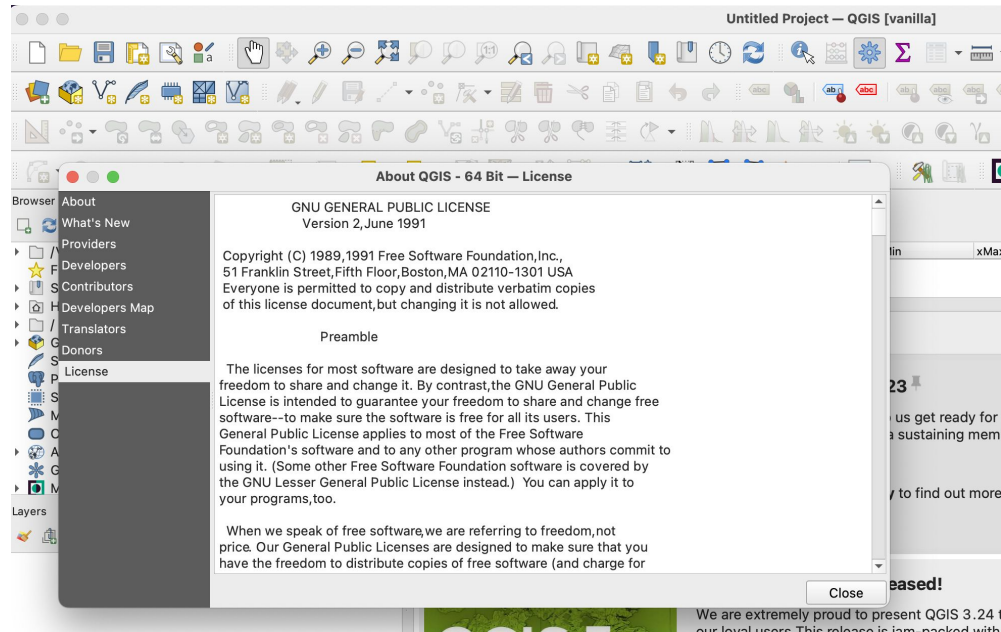 Untitled Project — QGIS [vanilla]
About QGIS - 64 Bit — License
Browser
About
What's New
Providers
Developers
Contributors
Developers Map
Translators
Donors
License
GNU GENERAL PUBLIC LICENSE
Version 2,June 1991
Copyright (C) 1989,1991 Free Software Foundation,Inc.,
51 Franklin Street,Fifth Floor,Boston,MA 02110-1301 USA
Everyone is permitted to copy and distribute verbatim copies
of this license document,but changing it is not allowed.
Preamble
The licenses for most software are designed to take away your
freedom to share and change it. By contrast,the GNU General Public
License is intended to guarantee your freedom to share and change free
software--to make sure the software is free for all its users. This
General Public License applies to most of the Free Software
Foundation's software and to any other program whose authors commit to
using it. (Some other Free Software Foundation software is covered by
the GNU Lesser General Public License instead.) You can apply it to
your programs,too.
When we speak of free software,we are referring to freedom,not
price. Our General Public Licenses are designed to make sure that you
have the freedom to distribute copies of free software (and charge for
Close
Layers
23
us get ready for
a sustaining mem
to find out more
eased!
We are extremely proud to present QGIS 3.24 t